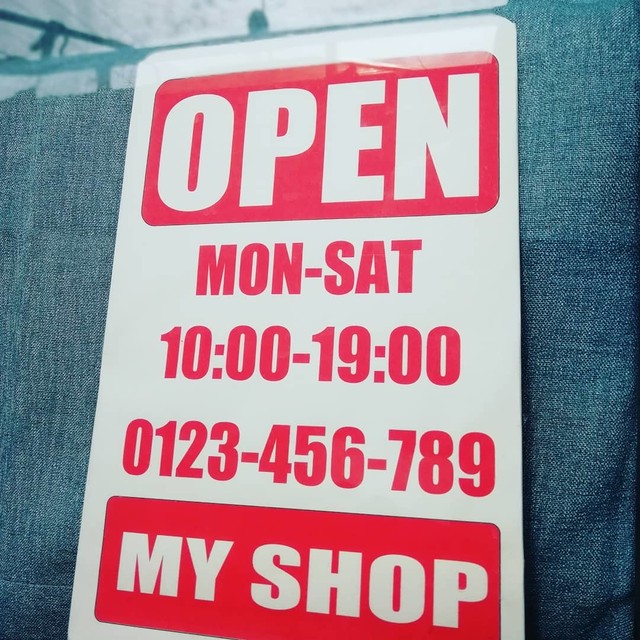 OPEN
MON-SAT
10:00-19:00
0123-456-789
MY SHOP